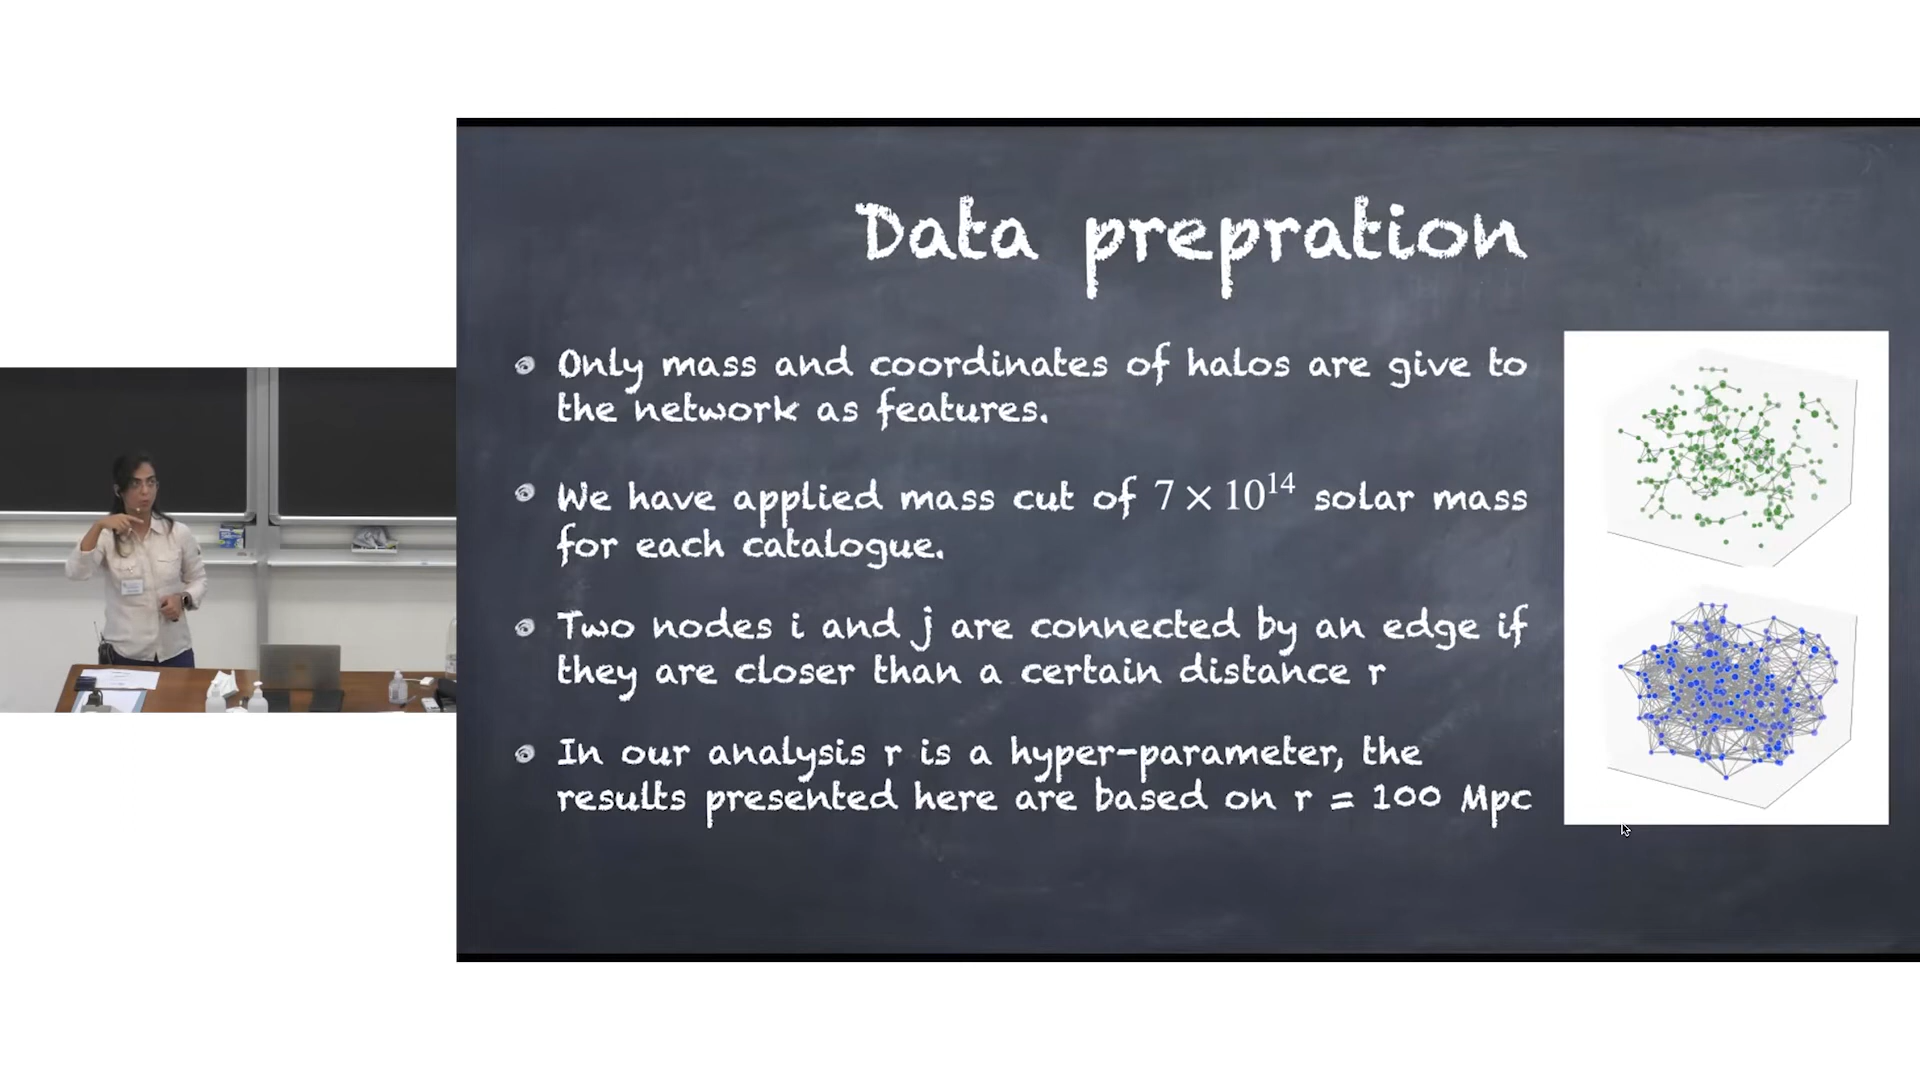 Data prepration
Only mass and coordinates of halos are give to
the network as features.
We have applied mass cut of 7 × 10¹⁴ solar mass
for each catalogue.
Two nodes i and j are connected by an edge if
they are closer than a certain distance r
In our analysis r is a hyper-parameter, the
results presented here are based on r = 100 Mpc